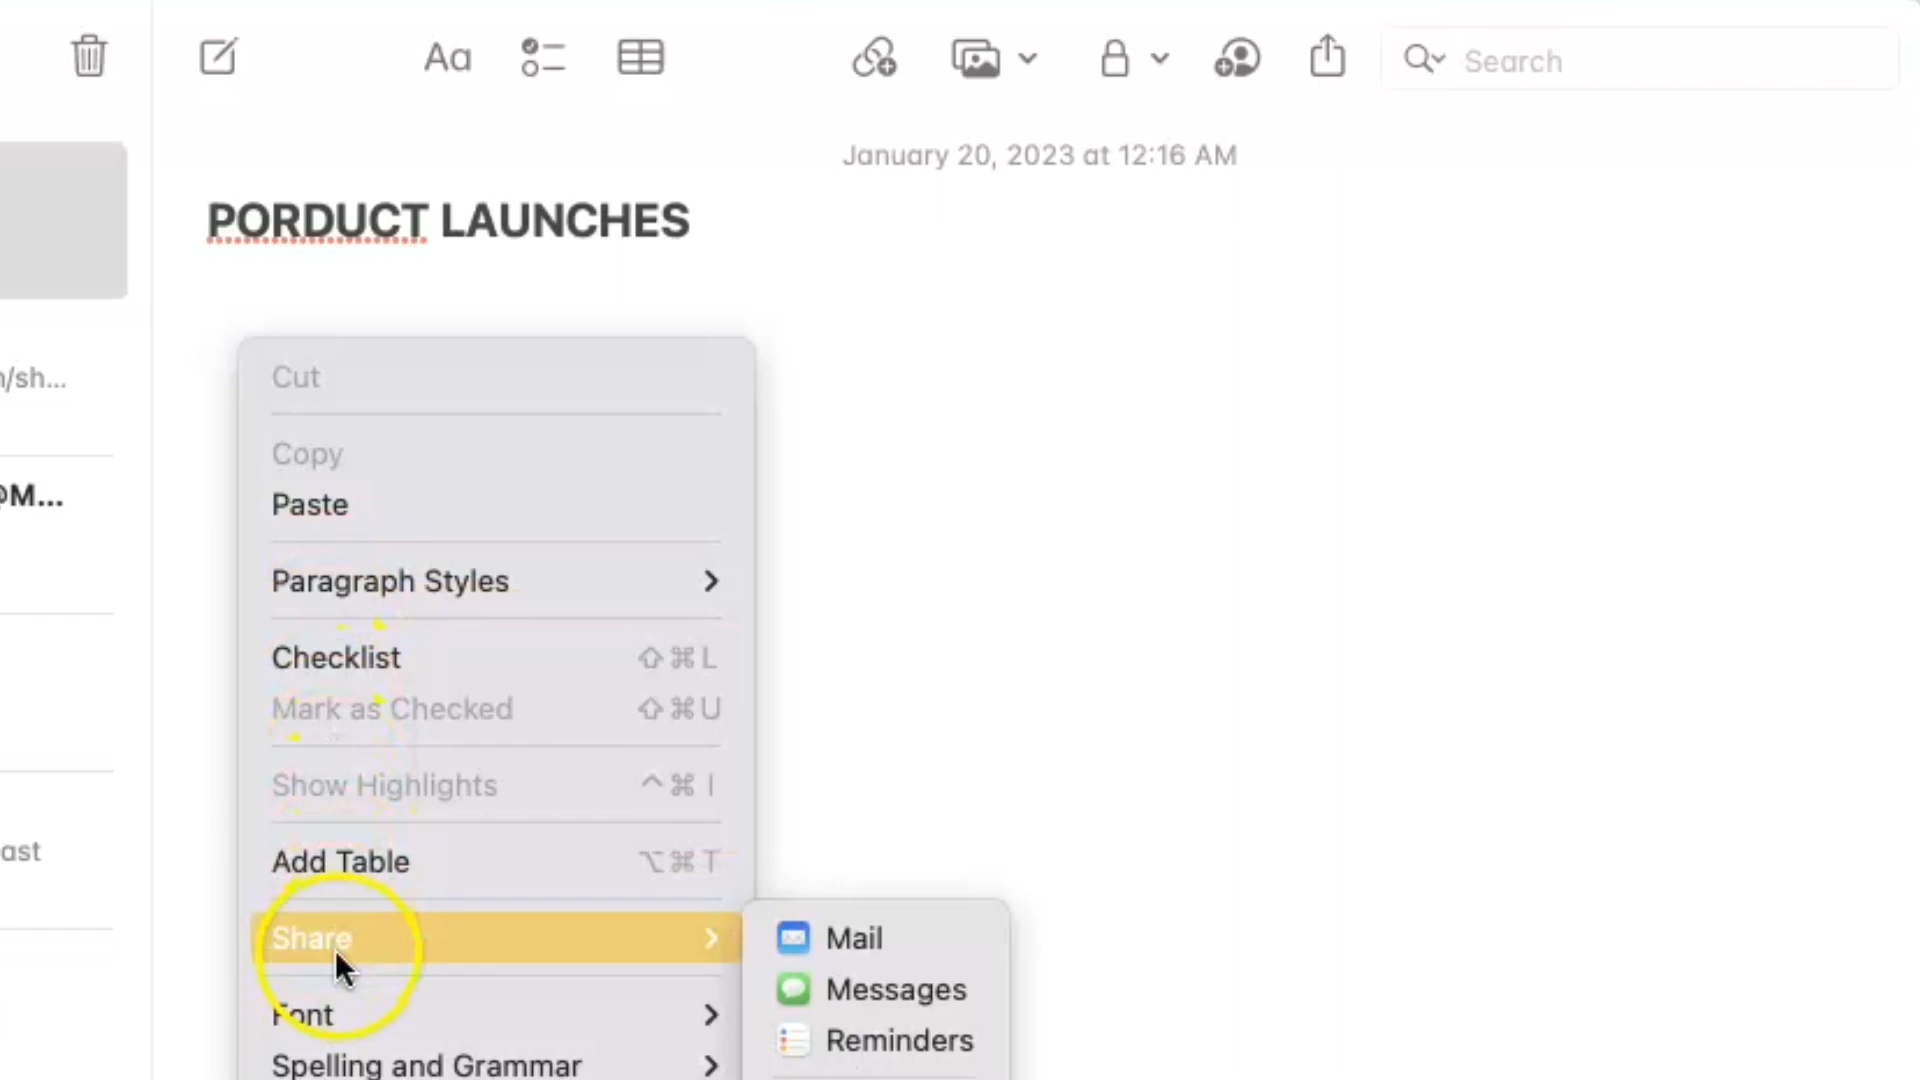 Aa
Search
January 20, 2023 at 12:16 AM
PORDUCT LAUNCHES
Cut
/sh...
Copy
@M...
Paste
Paragraph Styles
Checklist ⇧⌘L
Mark as Checked ⇧⌘U
Show Highlights ^⌘I
ast
Add Table ⌥⌘T
Share
Mail
Messages
Font
Reminders
Spelling and Grammar